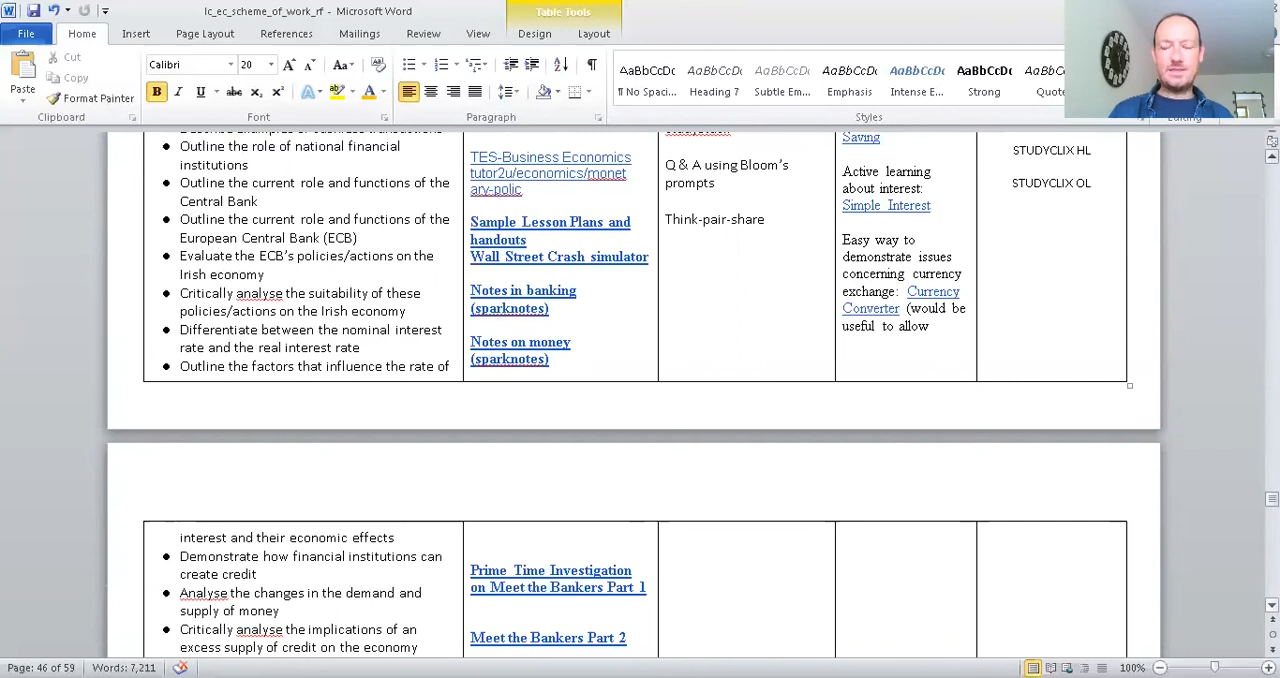 lc_ec_scheme_of_work_rf - Microsoft Word
Table Tools
File Home Insert Page Layout References Mailings Review View Design Layout
Paste
Cut
Copy
Format Painter
Clipboard
Calibri 20
Font
Paragraph
AaBbCcDc AaBbCcD AaBbCcDc AaBbCcDc AaBbCcDc AaBbCcDc AaBbCcDc
¶ No Spaci... Heading 7 Subtle Em... Emphasis Intense E... Strong Quote
Styles
Outline the role of national financial
institutions
Outline the current role and functions of the
Central Bank
Outline the current role and functions of the
European Central Bank (ECB)
Evaluate the ECB's policies/actions on the
Irish economy
Critically analyse the suitability of these
policies/actions on the Irish economy
Differentiate between the nominal interest
rate and the real interest rate
Outline the factors that influence the rate of
TES-Business Economics
tutor2u/economics/monet
ary-polic
Sample Lesson Plans and
handouts
Wall Street Crash simulator
Notes in banking
(sparknotes)
Notes on money
(sparknotes)
Q & A using Bloom's
prompts
Think-pair-share
Saving
Active learning
about interest:
Simple Interest
Easy way to
demonstrate issues
concerning currency
exchange: Currency
Converter (would be
useful to allow
STUDYCLIX HL
STUDYCLIX OL
interest and their economic effects
Demonstrate how financial institutions can
create credit
Analyse the changes in the demand and
supply of money
Critically analyse the implications of an
excess supply of credit on the economy
Prime Time Investigation
on Meet the Bankers Part 1
Meet the Bankers Part 2
Page: 46 of 59 Words: 7,211 100%